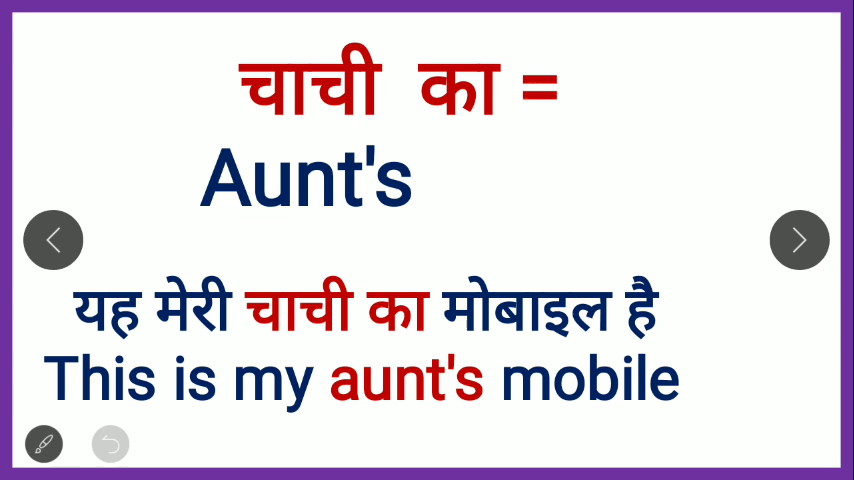 चाची का =
Aunt's
यह मेरी चाची का मोबाइल है
This is my aunt's mobile